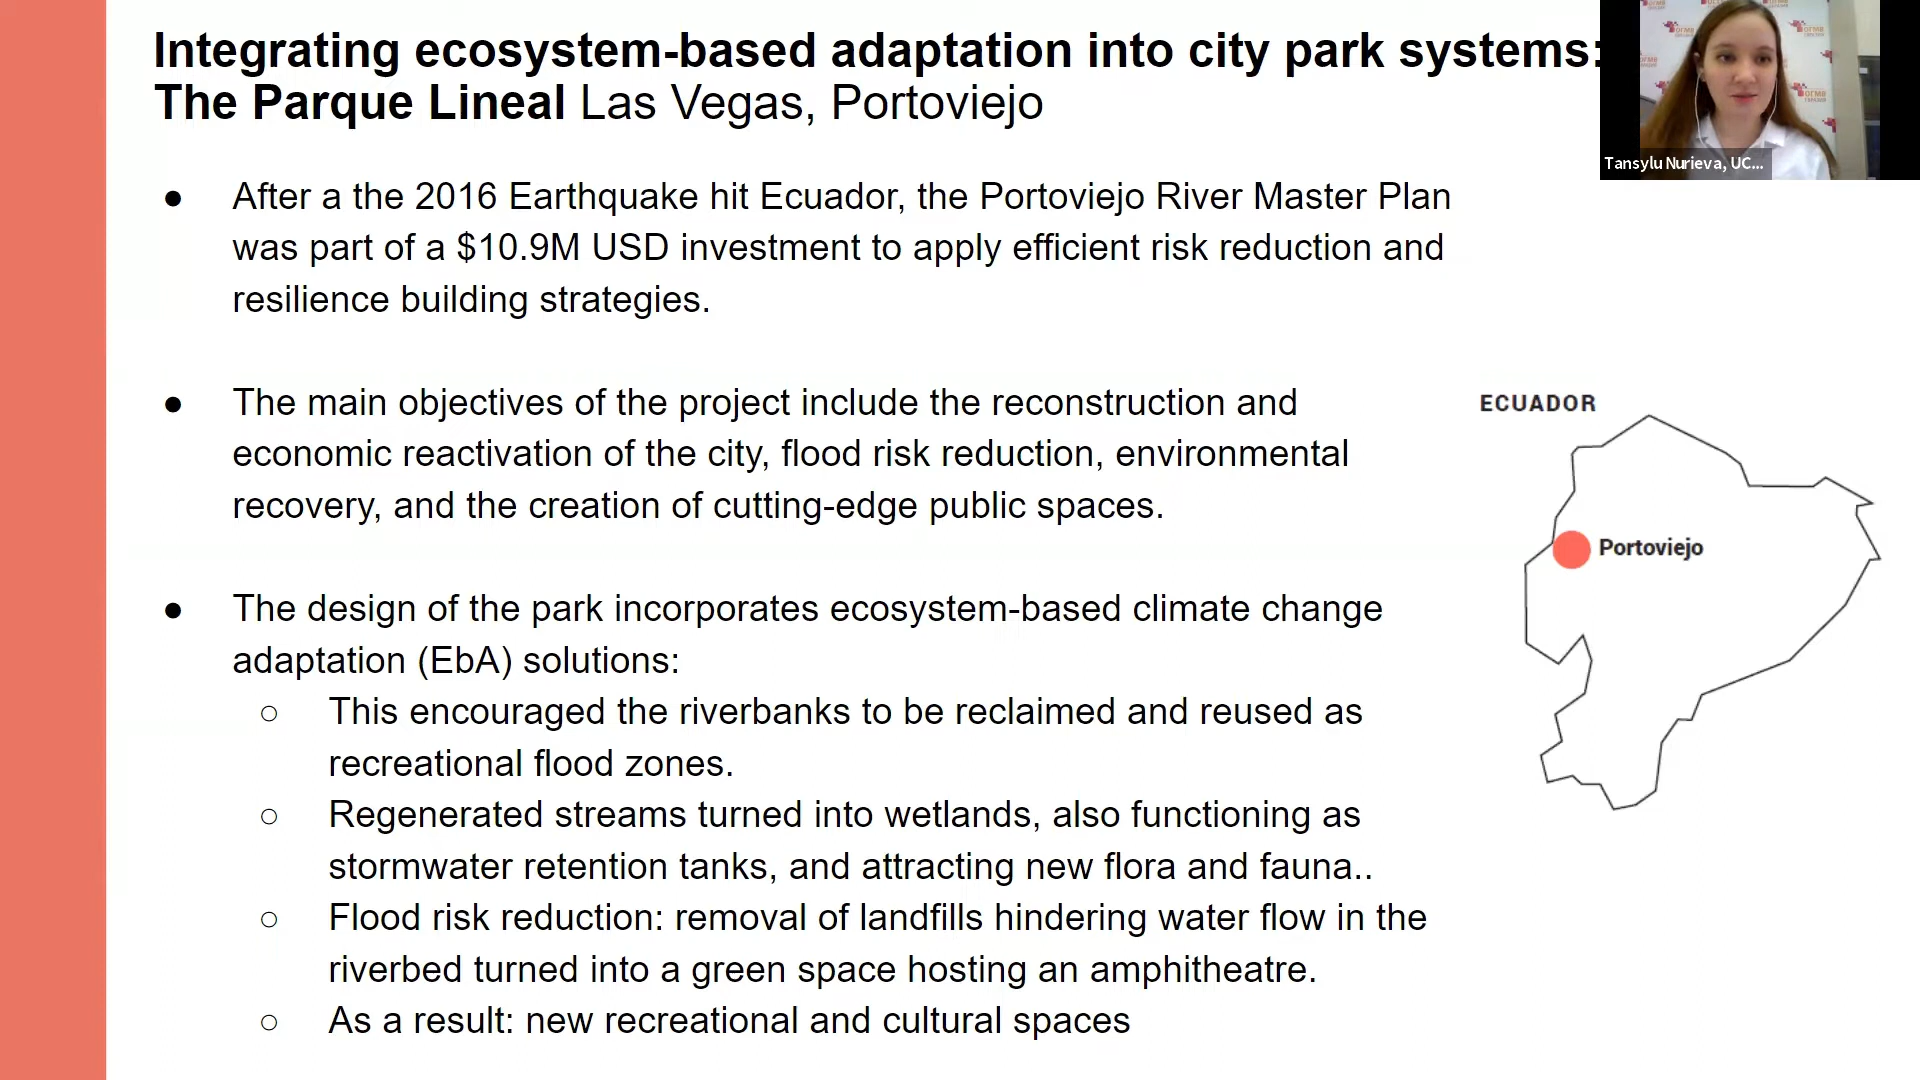 Integrating ecosystem-based adaptation into city park systems:
The Parque Lineal Las Vegas, Portoviejo
Tansylu Nurieva, UC...
● After a the 2016 Earthquake hit Ecuador, the Portoviejo River Master Plan
was part of a $10.9M USD investment to apply efficient risk reduction and
resilience building strategies.
● The main objectives of the project include the reconstruction and
economic reactivation of the city, flood risk reduction, environmental
recovery, and the creation of cutting-edge public spaces.
● The design of the park incorporates ecosystem-based climate change
adaptation (EbA) solutions:
○ This encouraged the riverbanks to be reclaimed and reused as
recreational flood zones.
○ Regenerated streams turned into wetlands, also functioning as
stormwater retention tanks, and attracting new flora and fauna..
○ Flood risk reduction: removal of landfills hindering water flow in the
riverbed turned into a green space hosting an amphitheatre.
○ As a result: new recreational and cultural spaces
ECUADOR
Portoviejo